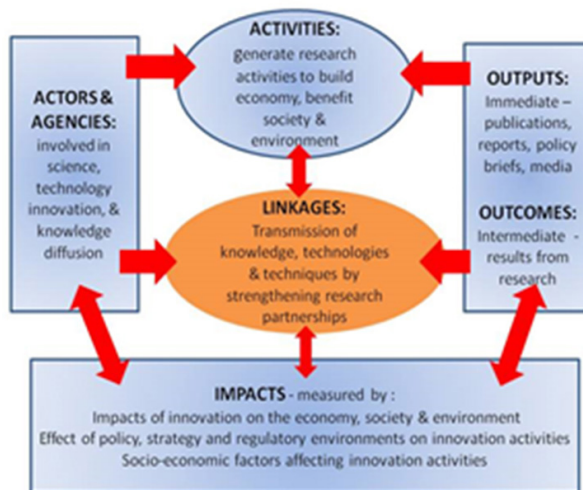 ACTIVITIES:
generate research
activities to build
economy, benefit
society &
environment
ACTORS &
AGENCIES:
involved in
science,
technology
innovation, &
knowledge
diffusion
OUTPUTS:
Immediate –
publications,
reports, policy
briefs, media
OUTCOMES:
Intermediate -
results from
research
LINKAGES:
Transmission of
knowledge, technologies
& techniques by
strengthening research
partnerships
IMPACTS - measured by :
Impacts of innovation on the economy, society & environment
Effect of policy, strategy and regulatory environments on innovation activities
Socio-economic factors affecting innovation activities